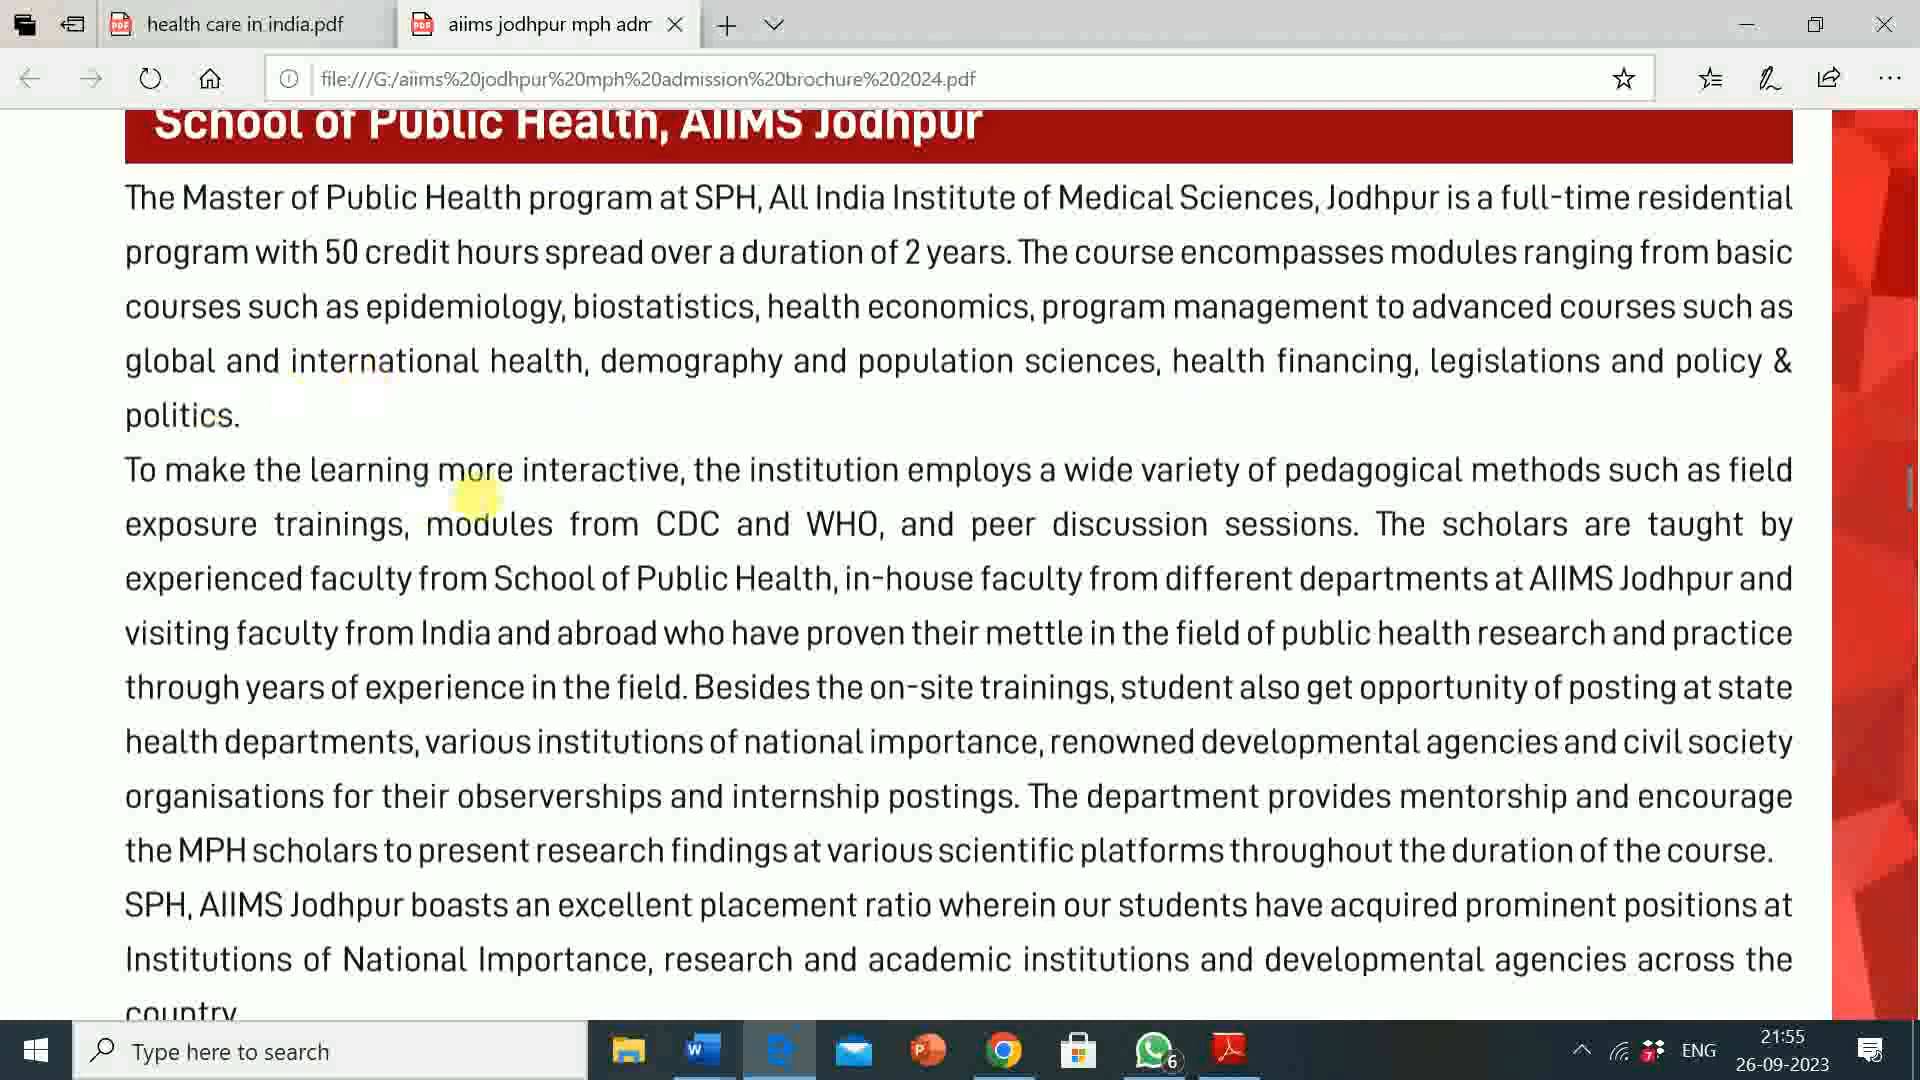 health care in india.pdf
aiims jodhpur mph adm
file:///G:/aiims%20jodhpur%20mph%20admission%20brochure%202024.pdf
School of Public Health, AIIMS Jodhpur
The Master of Public Health program at SPH, All India Institute of Medical Sciences, Jodhpur is a full-time residential
program with 50 credit hours spread over a duration of 2 years. The course encompasses modules ranging from basic
courses such as epidemiology, biostatistics, health economics, program management to advanced courses such as
global and international health, demography and population sciences, health financing, legislations and policy &
politics.
To make the learning more interactive, the institution employs a wide variety of pedagogical methods such as field
exposure trainings, modules from CDC and WHO, and peer discussion sessions. The scholars are taught by
experienced faculty from School of Public Health, in-house faculty from different departments at AIIMS Jodhpur and
visiting faculty from India and abroad who have proven their mettle in the field of public health research and practice
through years of experience in the field. Besides the on-site trainings, student also get opportunity of posting at state
health departments, various institutions of national importance, renowned developmental agencies and civil society
organisations for their observerships and internship postings. The department provides mentorship and encourage
the MPH scholars to present research findings at various scientific platforms throughout the duration of the course.
SPH, AIIMS Jodhpur boasts an excellent placement ratio wherein our students have acquired prominent positions at
Institutions of National Importance, research and academic institutions and developmental agencies across the
country
Type here to search
6
7
ENG
21:55
26-09-2023